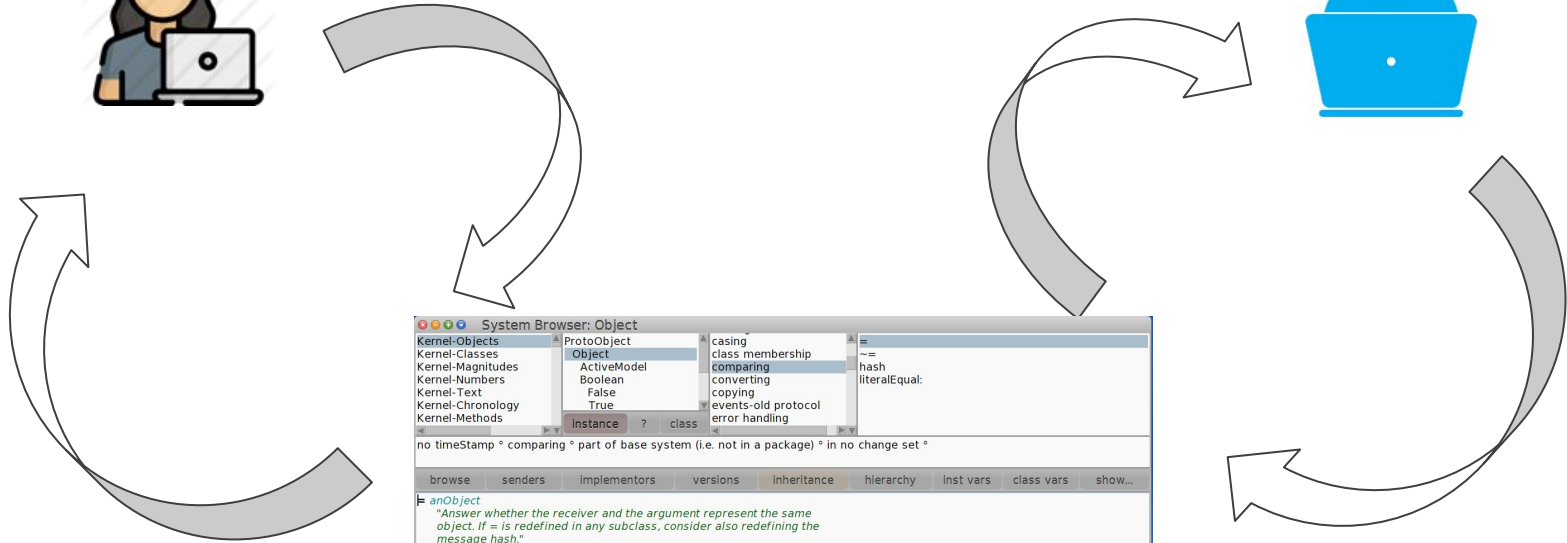 System Browser: Object
Kernel-Objects
Kernel-Classes
Kernel-Magnitudes
Kernel-Numbers
Kernel-Text
Kernel-Chronology
Kernel-Methods
ProtoObject
Object
ActiveModel
Boolean
False
True
instance ? class
casing
class membership
comparing
converting
copying
events-old protocol
error handling
=
~=
hash
literalEqual:
no timeStamp ° comparing ° part of base system (i.e. not in a package) ° in no change set °
browse senders implementors versions inheritance hierarchy inst vars class vars show...
= anObject
"Answer whether the receiver and the argument represent the same
object. If = is redefined in any subclass, consider also redefining the
message hash."